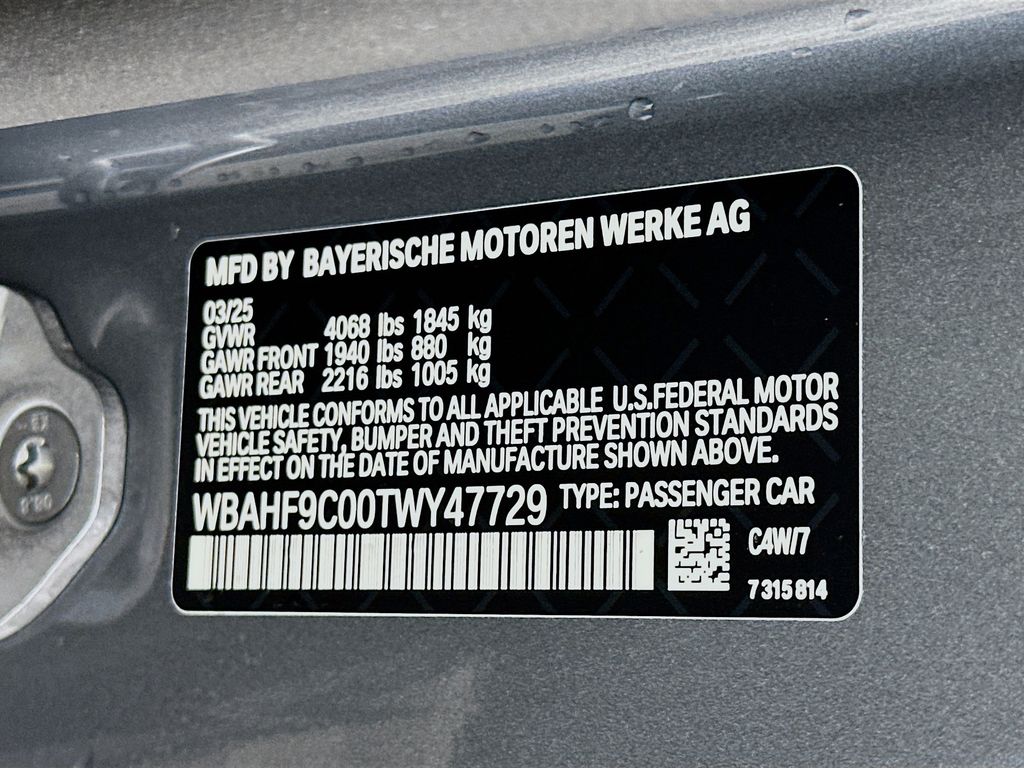 MFD BY BAYERISCHE MOTOREN WERKE AG
03/25
GVWR 4068 lbs 1845 kg
GAWR FRONT 1940 lbs 880 kg
GAWR REAR 2216 lbs 1005 kg
THIS VEHICLE CONFORMS TO ALL APPLICABLE U.S.FEDERAL MOTOR
VEHICLE SAFETY, BUMPER AND THEFT PREVENTION STANDARDS
IN EFFECT ON THE DATE OF MANUFACTURE SHOWN ABOVE.
WBAHF9C00TWY47729 TYPE: PASSENGER CAR
C4W/7
7 315 814